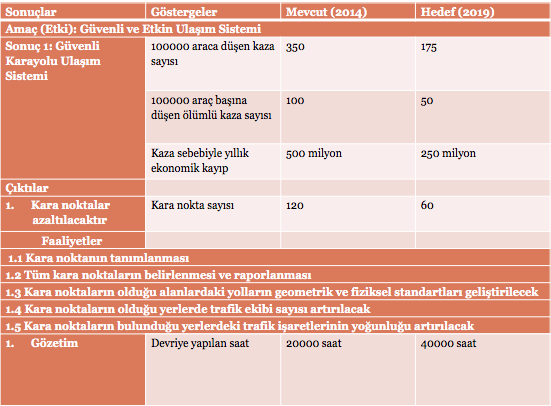 Sonuçlar Göstergeler Mevcut (2014) Hedef (2019)
Amaç (Etki): Güvenli ve Etkin Ulaşım Sistemi
Sonuç 1: Güvenli Karayolu Ulaşım Sistemi
100000 araca düşen kaza sayısı
350
175
100000 araç başına düşen ölümlü kaza sayısı
100
50
Kaza sebebiyle yıllık ekonomik kayıp
500 milyon
250 milyon
Çıktılar
1. Kara noktalar azaltılacaktır
Kara nokta sayısı
120
60
Faaliyetler
1.1 Kara noktanın tanımlanması
1.2 Tüm kara noktaların belirlenmesi ve raporlanması
1.3 Kara noktaların olduğu alanlardaki yolların geometrik ve fiziksel standartları geliştirilecek
1.4 Kara noktaların olduğu yerlerde trafik ekibi sayısı artırılacak
1.5 Kara noktaların bulunduğu yerlerdeki trafik işaretlerinin yoğunluğu artırılacak
1. Gözetim
Devriye yapılan saat
20000 saat
40000 saat